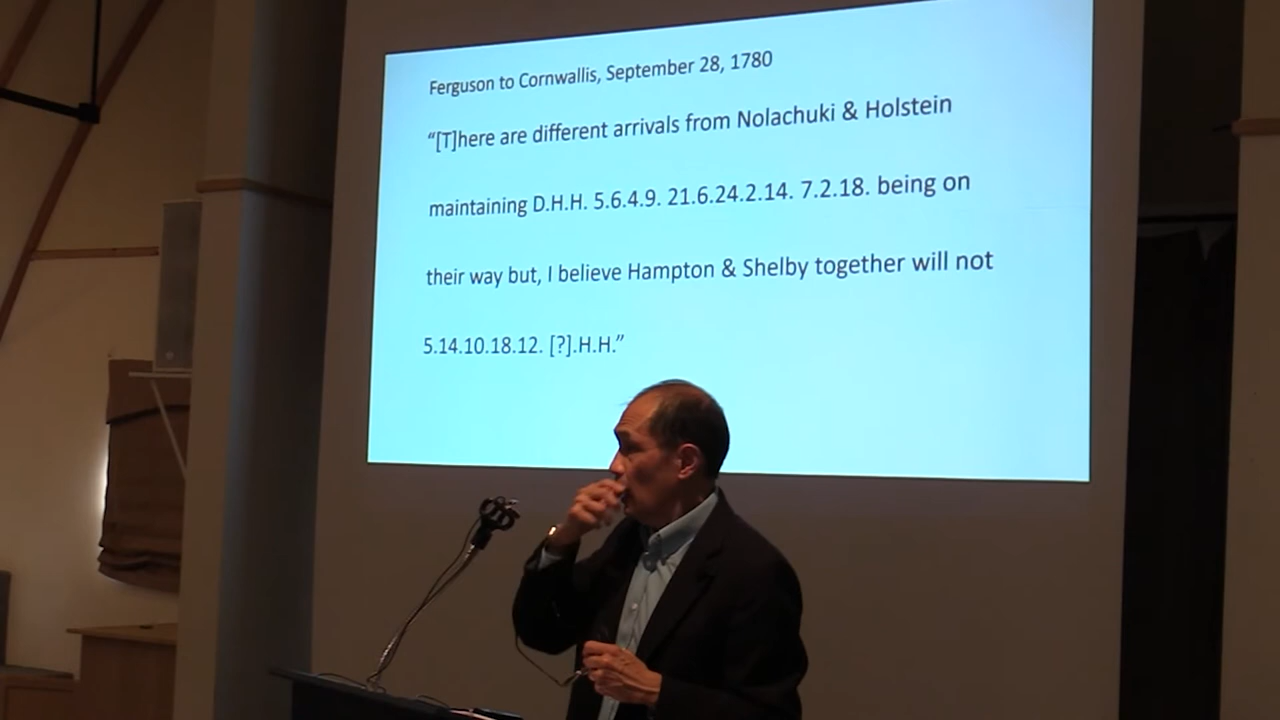 Ferguson to Cornwallis, September 28, 1780
“[T]here are different arrivals from Nolachuki & Holstein
maintaining D.H.H. 5.6.4.9. 21.6.24.2.14. 7.2.18. being on
their way but, I believe Hampton & Shelby together will not
5.14.10.18.12. [?].H.H.”